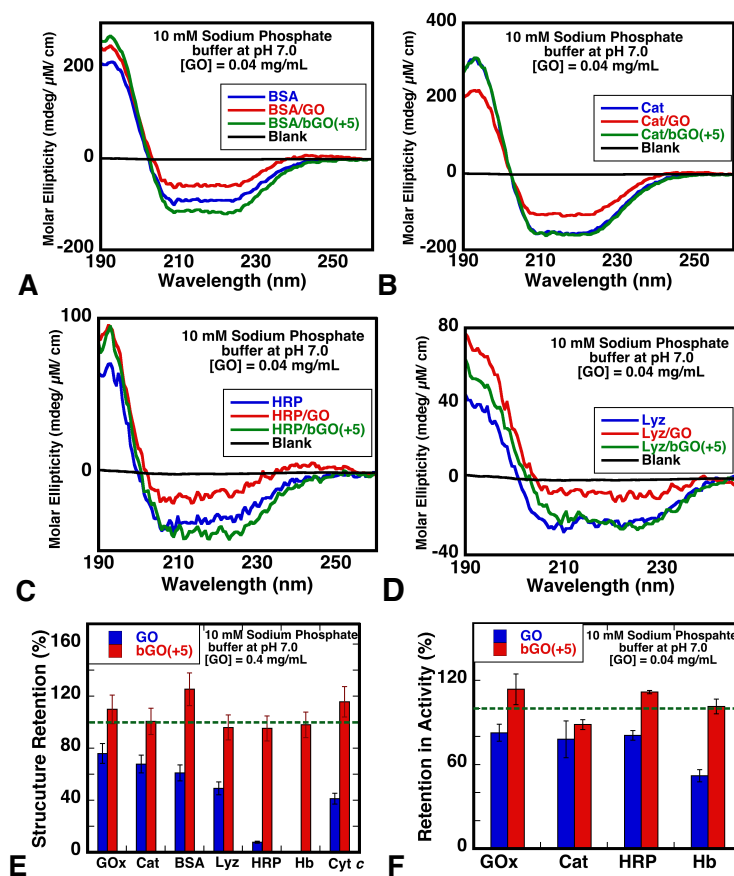 10 mM Sodium Phosphate
buffer at pH 7.0
[GO] = 0.04 mg/mL
BSA
BSA/GO
BSA/bGO(+5)
Blank
Molar Ellipticity (mdeg/ µM/ cm)
200
0
-200
190
210
230
250
Wavelength (nm)
A
10 mM Sodium Phosphate
buffer at pH 7.0
[GO] = 0.04 mg/mL
Cat
Cat/GO
Cat/bGO(+5)
Blank
Molar Ellipticity (mdeg/ µM/ cm)
400
200
0
-200
190
210
230
250
Wavelength (nm)
B
10 mM Sodium Phosphate
buffer at pH 7.0
[GO] = 0.04 mg/mL
HRP
HRP/GO
HRP/bGO(+5)
Blank
Molar Ellipticity (mdeg/ µM/ cm)
100
0
190
210
230
250
Wavelength (nm)
C
10 mM Sodium Phosphate
buffer at pH 7.0
[GO] = 0.04 mg/mL
Lyz
Lyz/GO
Lyz/bGO(+5)
Blank
Molar Ellipticity (mdeg/ µM/ cm)
80
40
0
-40
190
210
230
Wavelength (nm)
D
GO
bGO(+5)
10 mM Sodium Phosphate
buffer at pH 7.0
[GO] = 0.4 mg/mL
Strucuture Retention (%)
160
120
80
40
0
GOx
Cat
BSA
Lyz
HRP
Hb
Cyt c
E
GO
bGO(+5)
10 mM Sodium Phospahte
buffer at pH 7.0
[GO] = 0.04 mg/mL
Retention in Activity (%)
120
60
0
GOx
Cat
HRP
Hb
F